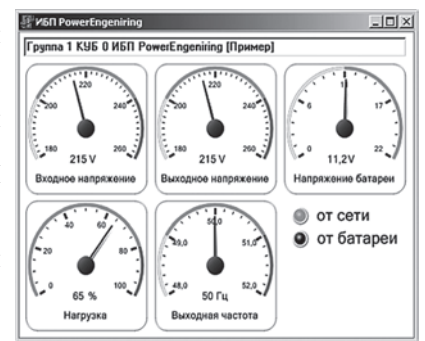 ИБП PowerEngeniring
Группа 1 КУБ 0 ИБП PowerEngeniring [Пример]
180 200 220 240 260
215 V
Входное напряжение
180 200 220 240 260
215 V
Выходное напряжение
0 6 11 17 22
11,2V
Напряжение батареи
0 20 40 60 80 100
65 %
Нагрузка
48,0 49,0 50,0 51,0 52,0
50 Гц
Выходная частота
от сети
от батареи